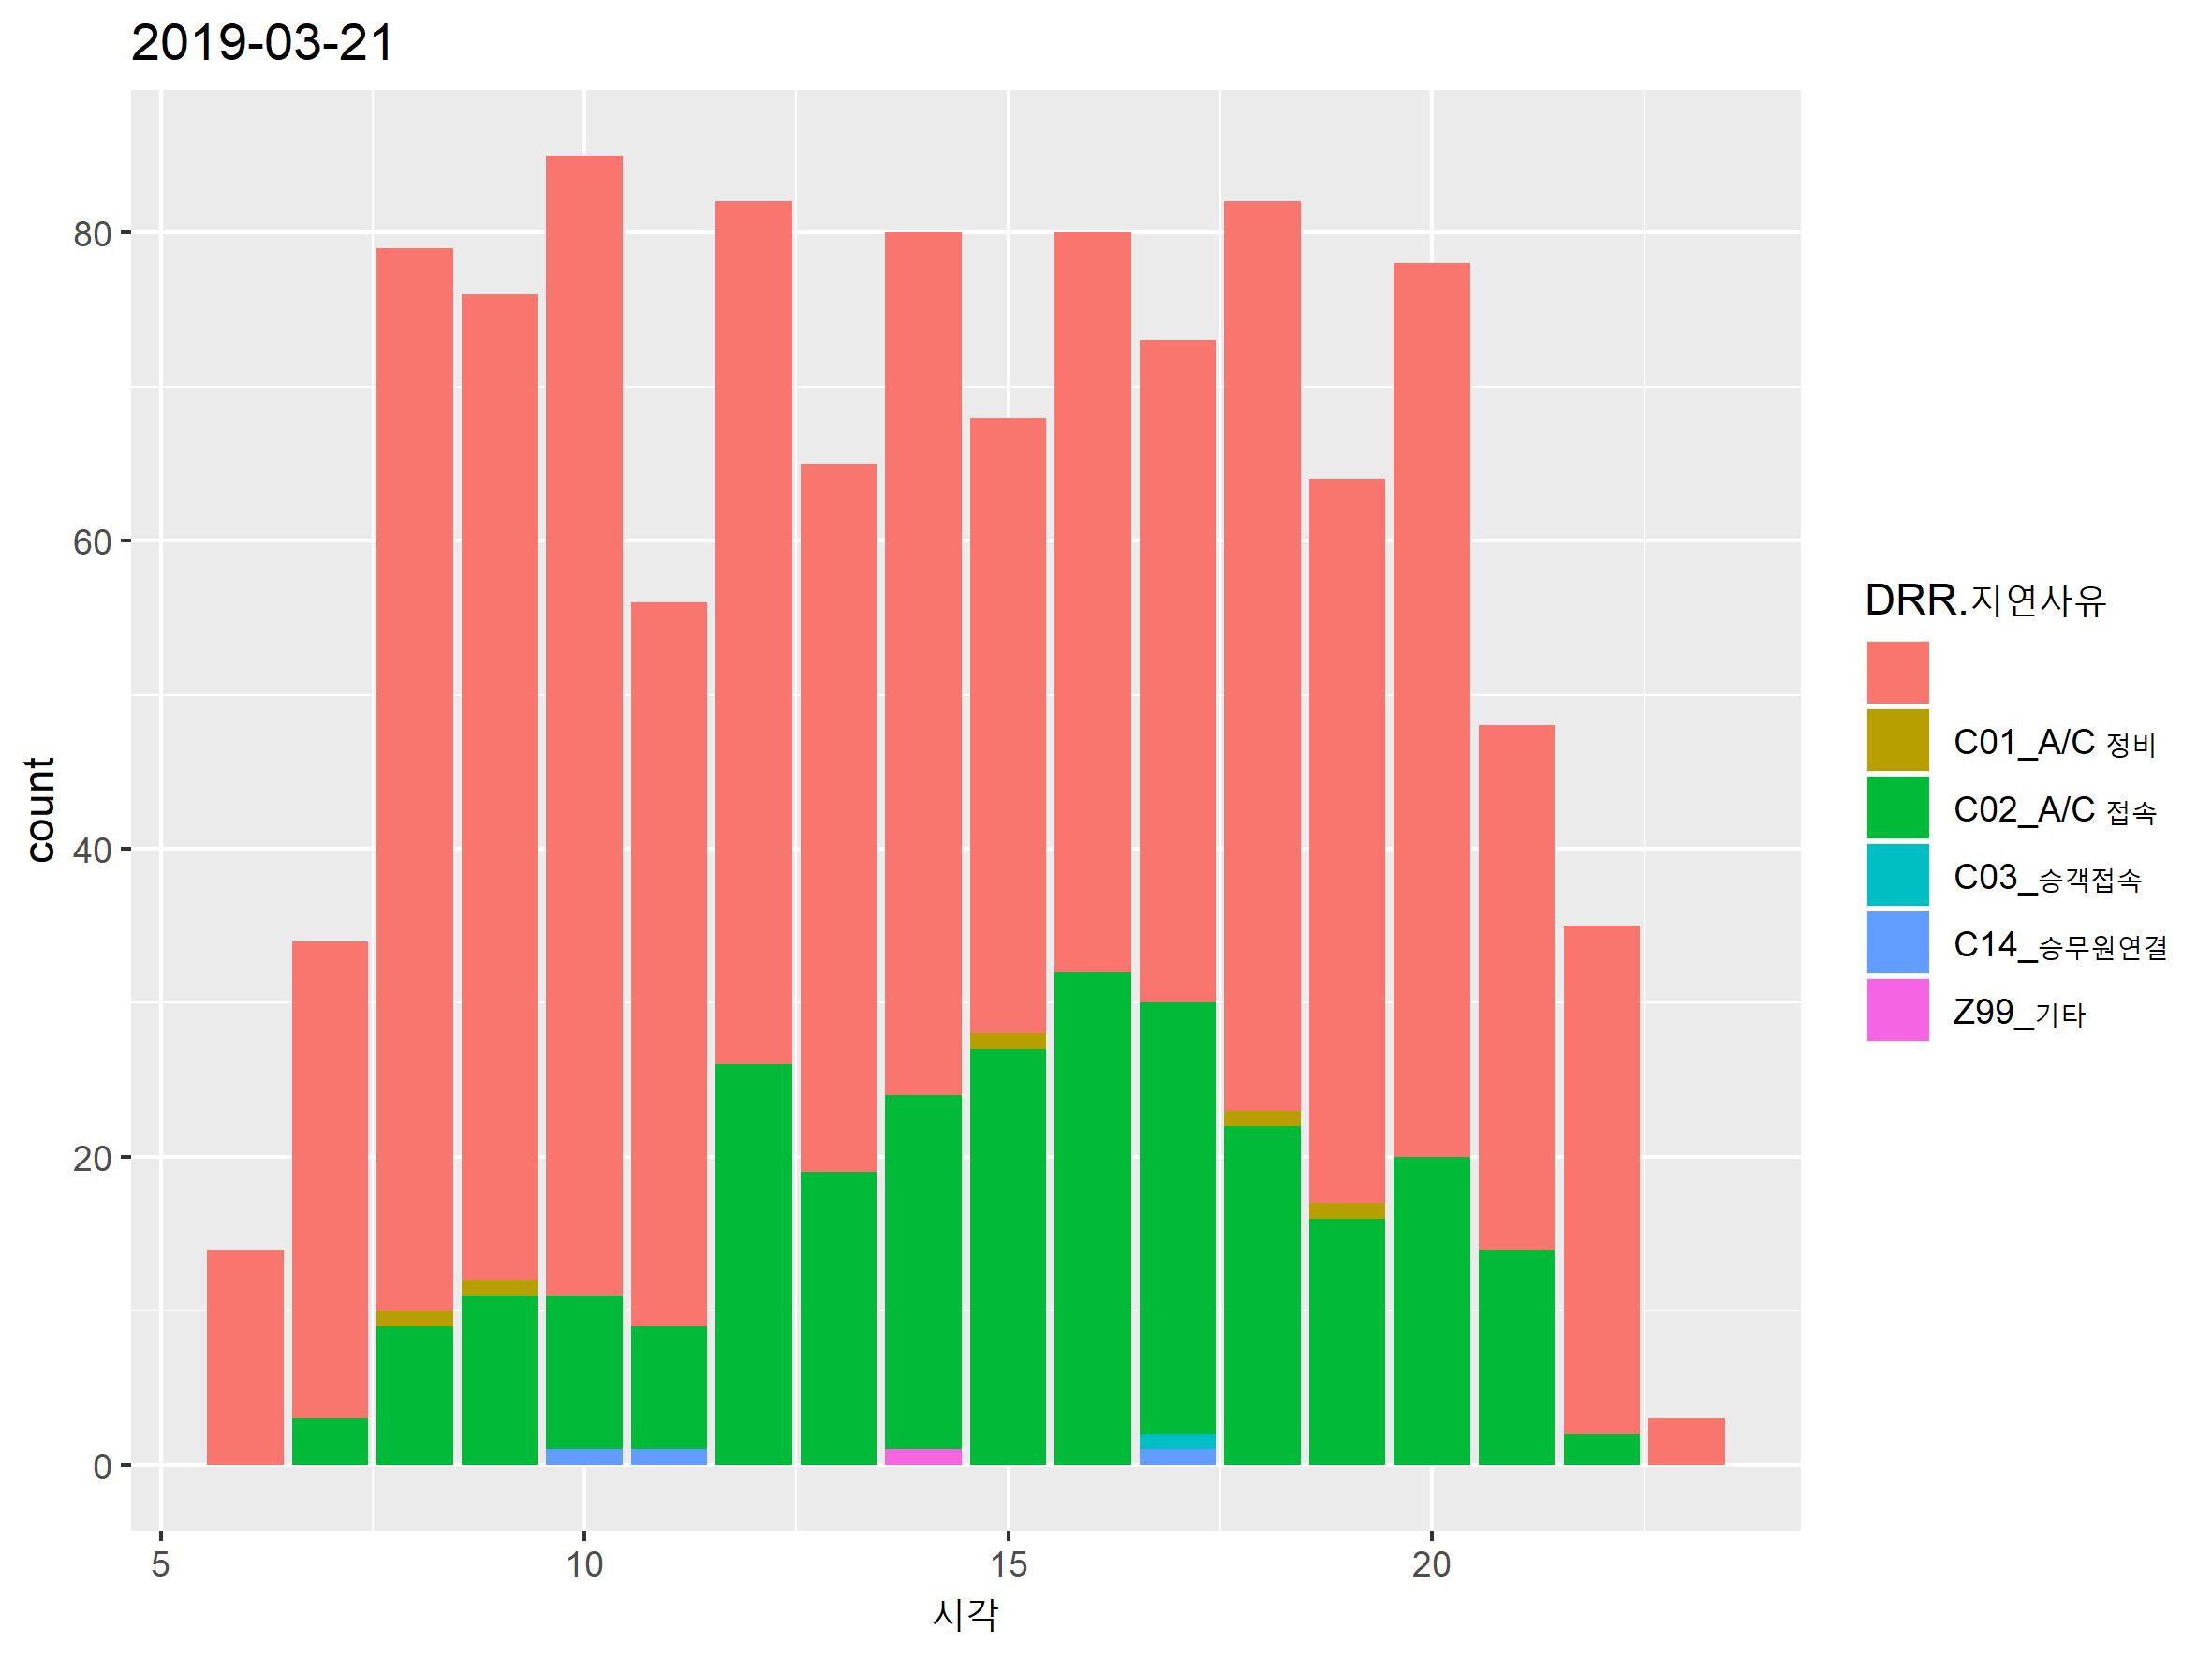 2019-03-21
count
80
60
40
20
0
5 10 15 20
시각
DRR.지연사유
C01_A/C 정비
C02_A/C 접속
C03_승객접속
C14_승무원연결
Z99_기타